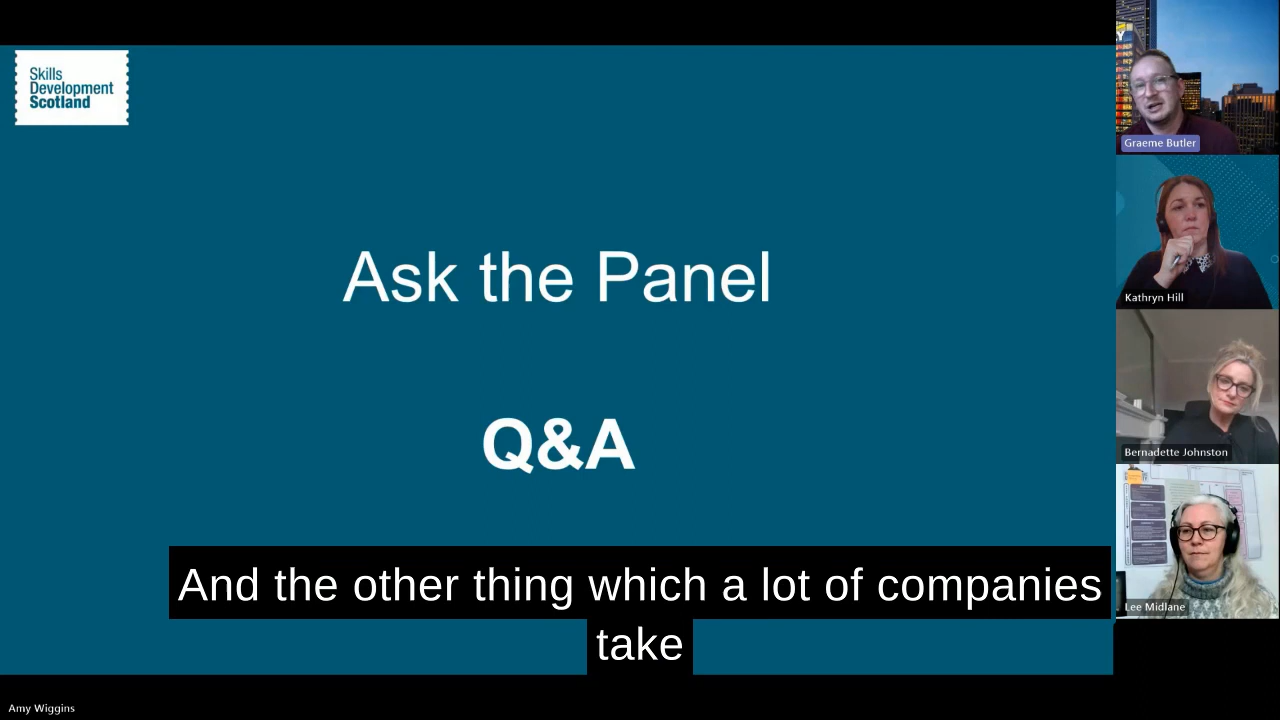 Skills
Development
Scotland
Ask the Panel
Q&A
And the other thing which a lot of companies
take
Graeme Butler
Kathryn Hill
Bernadette Johnston
Lee Midlane
Amy Wiggins